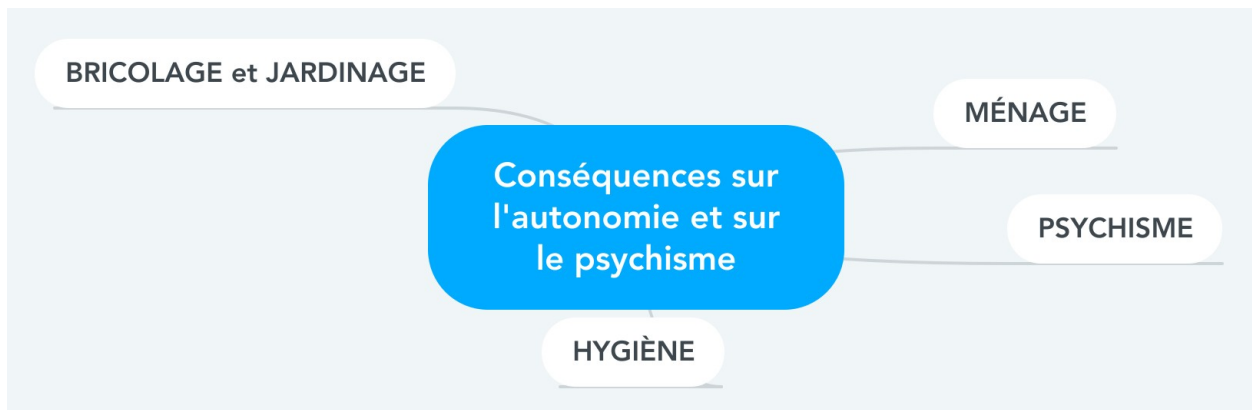 BRICOLAGE et JARDINAGE
MÉNAGE
Conséquences sur
l'autonomie et sur
le psychisme
PSYCHISME
HYGIÈNE